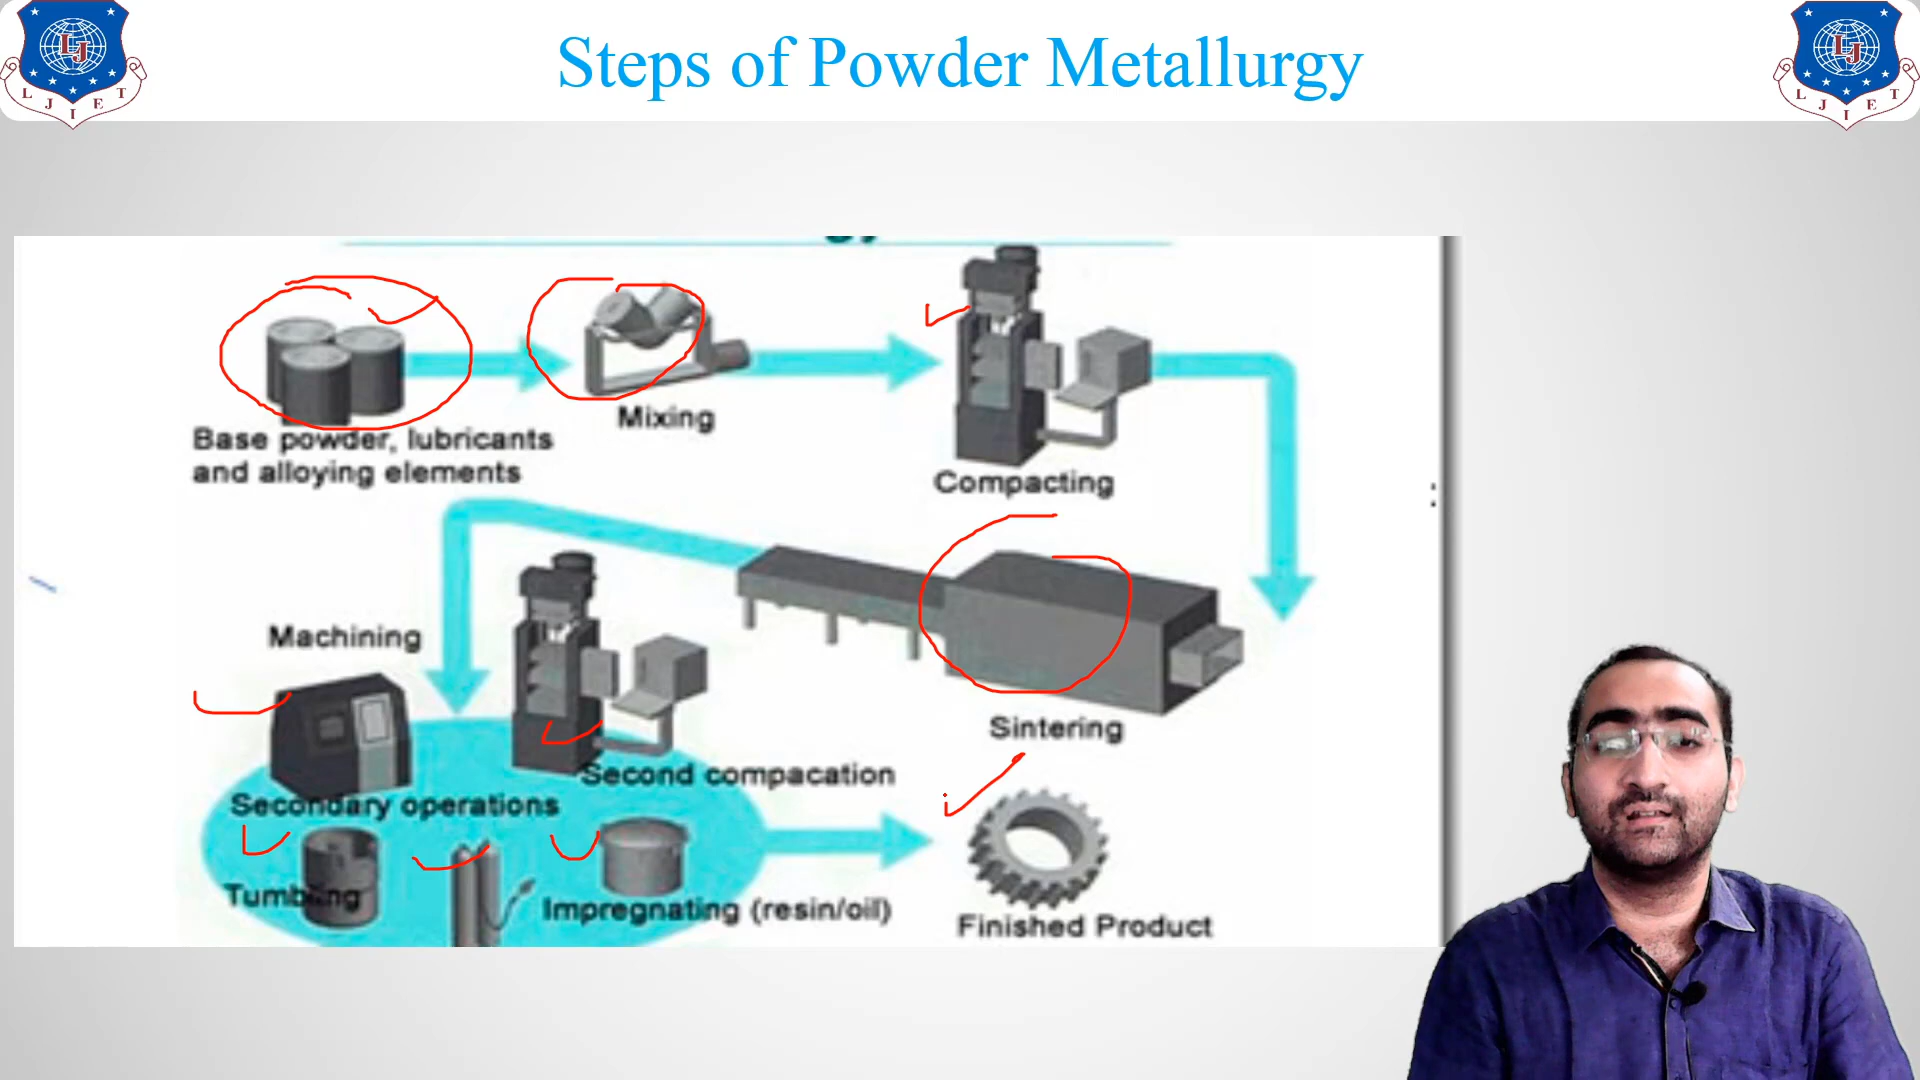 Steps of Powder Metallurgy
L J I E T
L J
L J I E T
L J
Mixing
Base powder, lubricants
and alloying elements
Compacting
Machining
Sintering
Second compacation
Secondary operations
Tumbling
Impregnating (resin/oil)
Finished Product